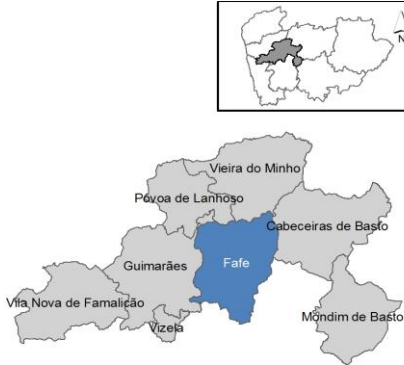 N
Vieira do Minho
Póvoa de Lanhoso
Cabeceiras de Basto
Guimarães
Fafe
Vila Nova de Famalicão
Vizela
Mondim de Basto